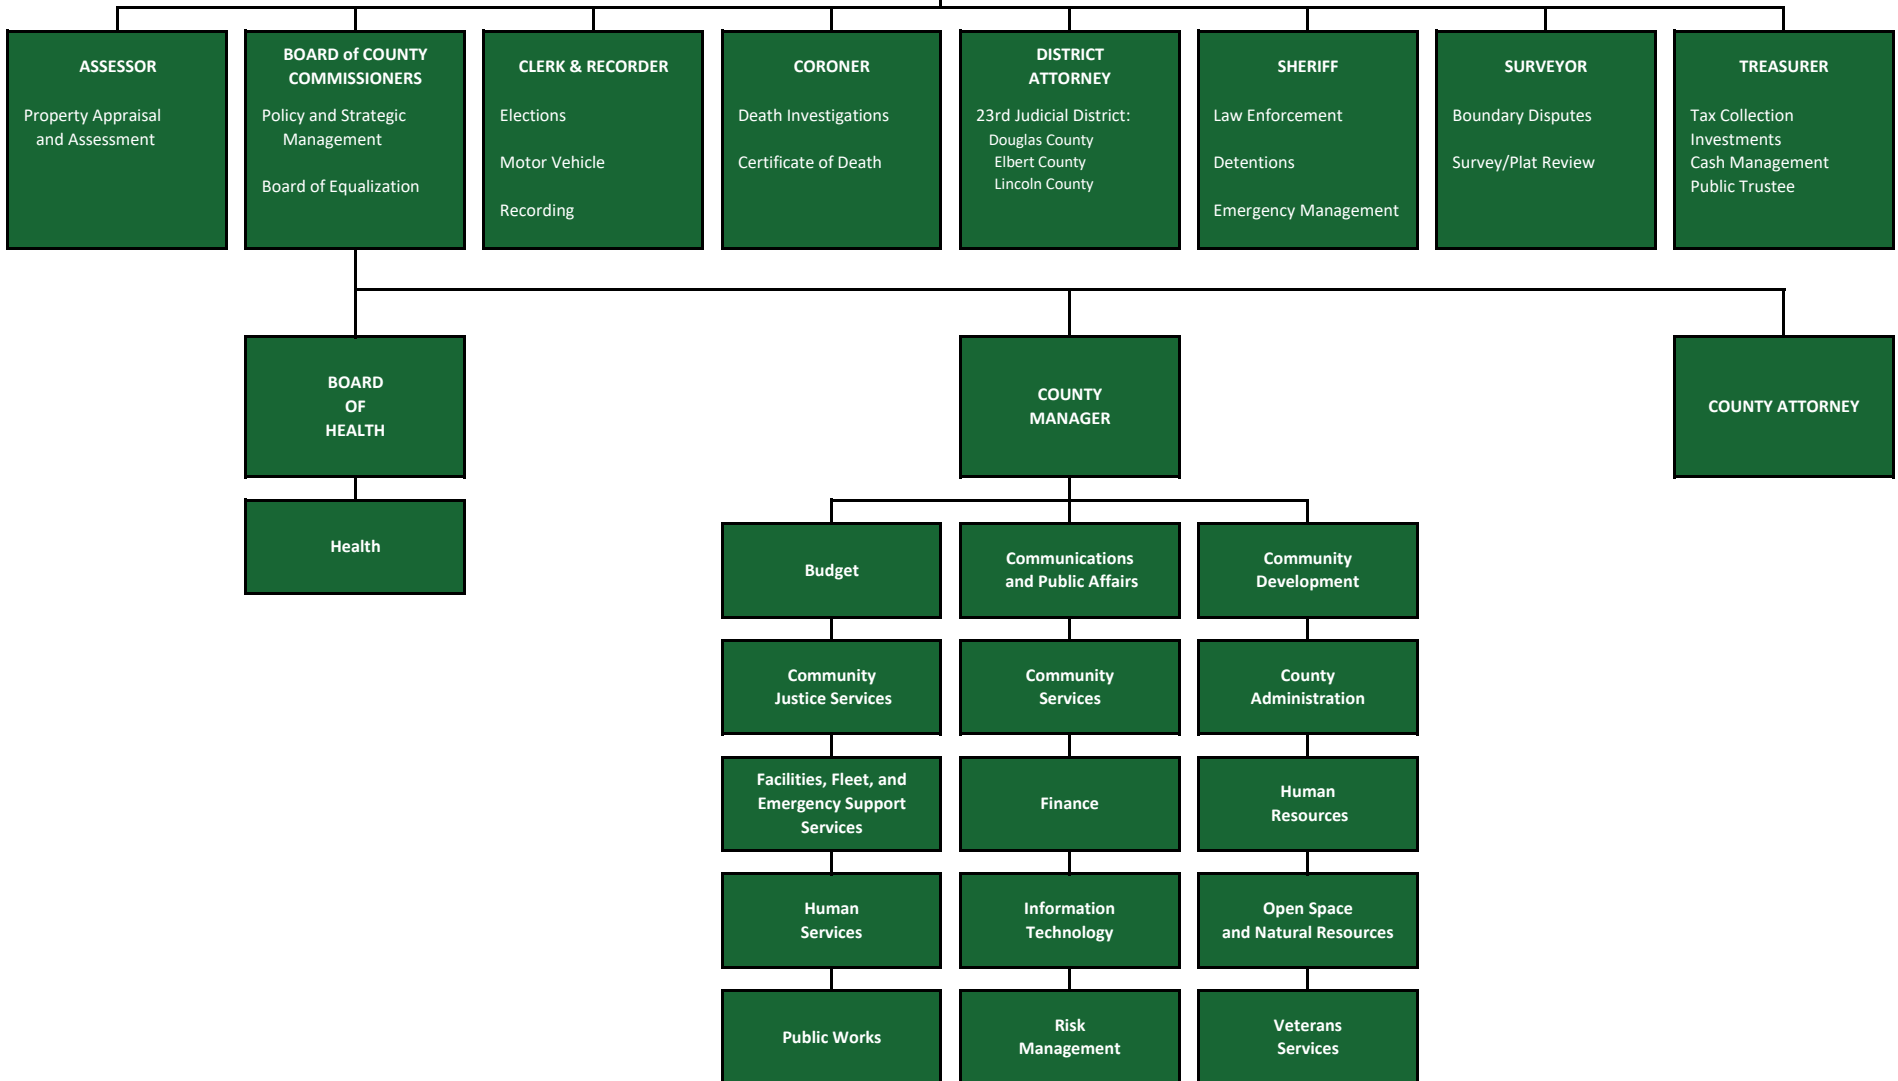 ASSESSOR
Property Appraisal
and Assessment
BOARD of COUNTY
COMMISSIONERS
Policy and Strategic
Management
Board of Equalization
CLERK & RECORDER
Elections
Motor Vehicle
Recording
CORONER
Death Investigations
Certificate of Death
DISTRICT
ATTORNEY
23rd Judicial District:
Douglas County
Elbert County
Lincoln County
SHERIFF
Law Enforcement
Detentions
Emergency Management
SURVEYOR
Boundary Disputes
Survey/Plat Review
TREASURER
Tax Collection
Investments
Cash Management
Public Trustee
BOARD
OF
HEALTH
COUNTY
MANAGER
COUNTY ATTORNEY
Health
Budget
Communications
and Public Affairs
Community
Development
Community
Justice Services
Community
Services
County
Administration
Facilities, Fleet, and
Emergency Support
Services
Finance
Human
Resources
Human
Services
Information
Technology
Open Space
and Natural Resources
Public Works
Risk
Management
Veterans
Services